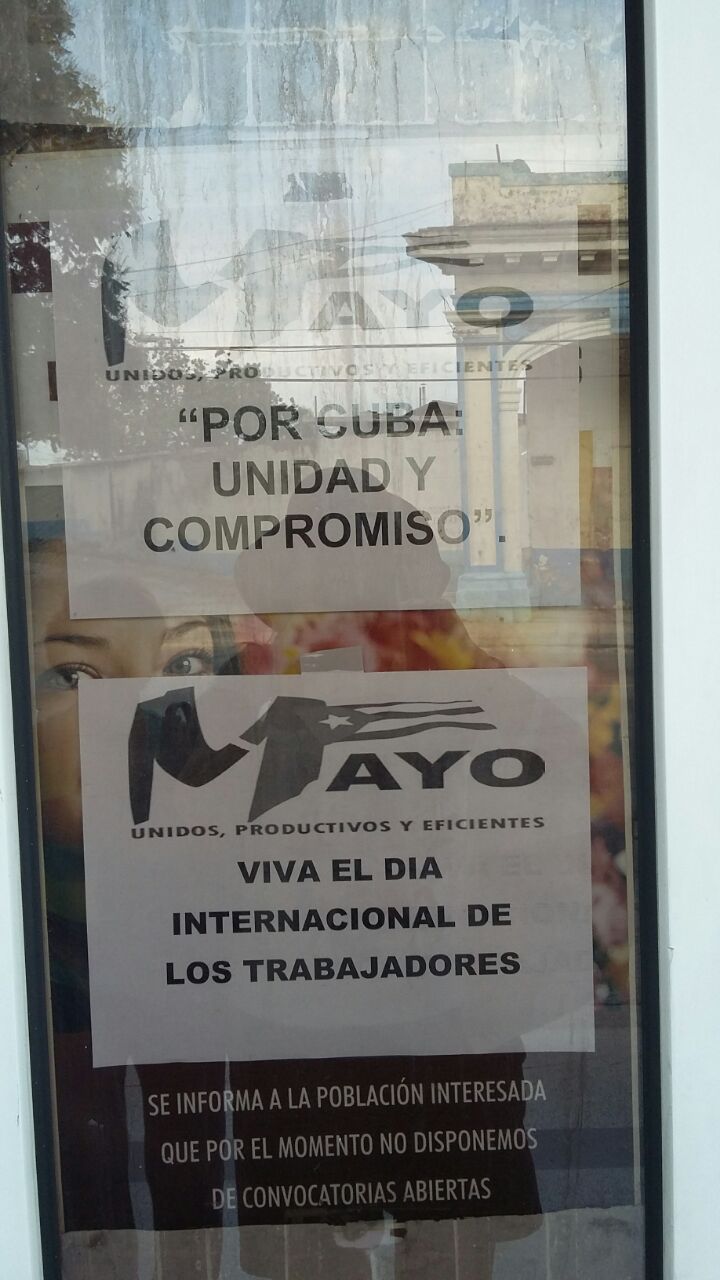 MAYO
UNIDOS, PRODUCTIVOS Y EFICIENTES
“POR CUBA:
UNIDAD Y
COMPROMISO”.
MAYO
UNIDOS, PRODUCTIVOS Y EFICIENTES
VIVA EL DIA
INTERNACIONAL DE
LOS TRABAJADORES
SE INFORMA A LA POBLACIÓN INTERESADA
QUE POR EL MOMENTO NO DISPONEMOS
DE CONVOCATORIAS ABIERTAS